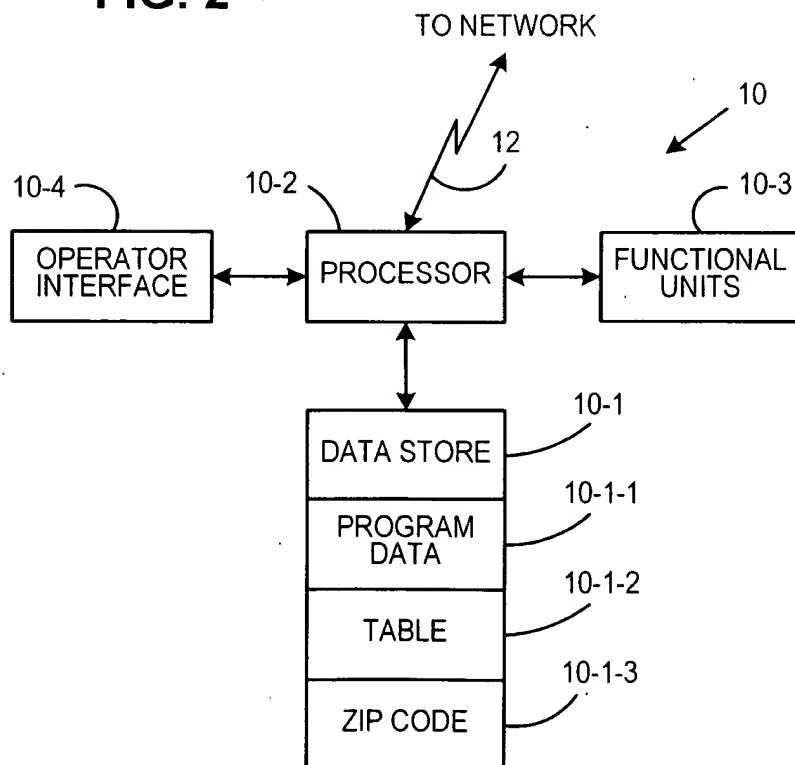 FIG. 2
TO NETWORK
10
12
10-4
10-2
10-3
OPERATOR
INTERFACE
PROCESSOR
FUNCTIONAL
UNITS
10-1
DATA STORE
10-1-1
PROGRAM
DATA
10-1-2
TABLE
10-1-3
ZIP CODE